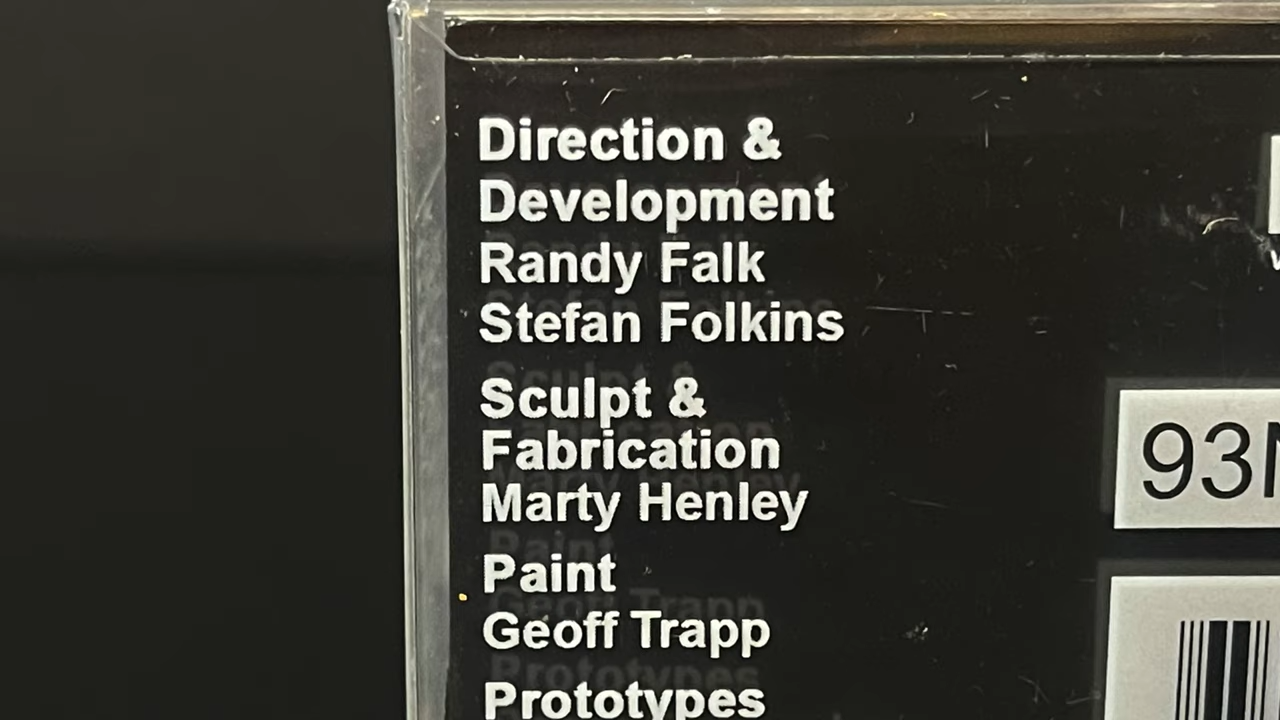 Direction &
Development
Randy Falk
Stefan Folkins
Sculpt &
Fabrication
Marty Henley
Paint
Geoff Trapp
Prototypes
93